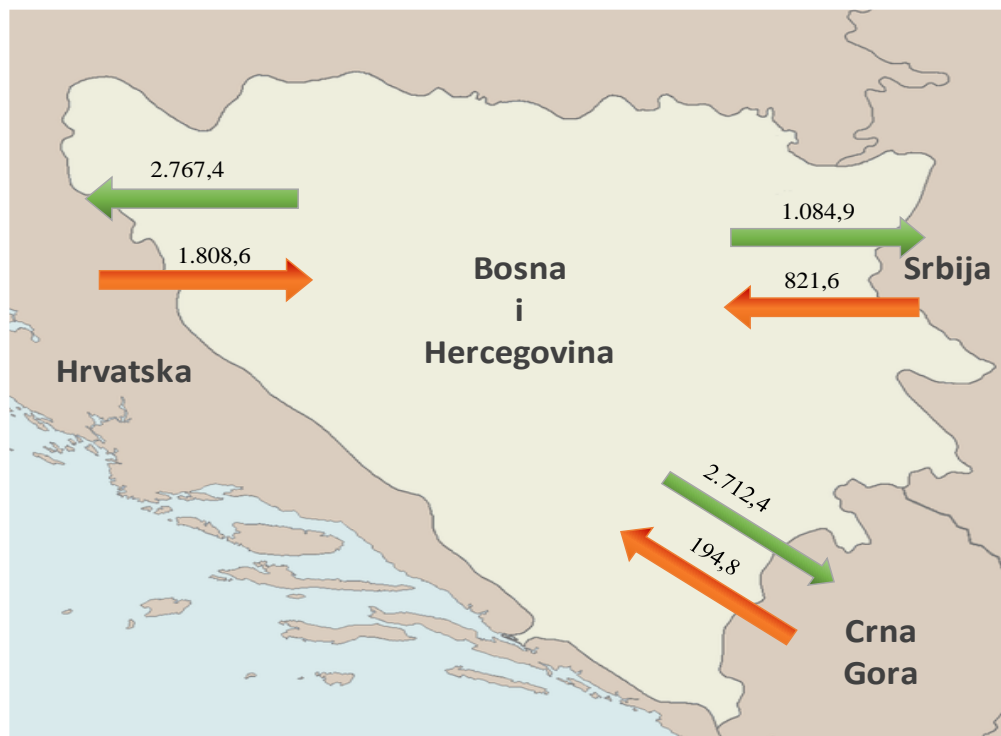 2.767,4
1.808,6
1.084,9
821,6
Bosna
i
Hercegovina
Srbija
Hrvatska
2.712,4
194,8
Crna
Gora